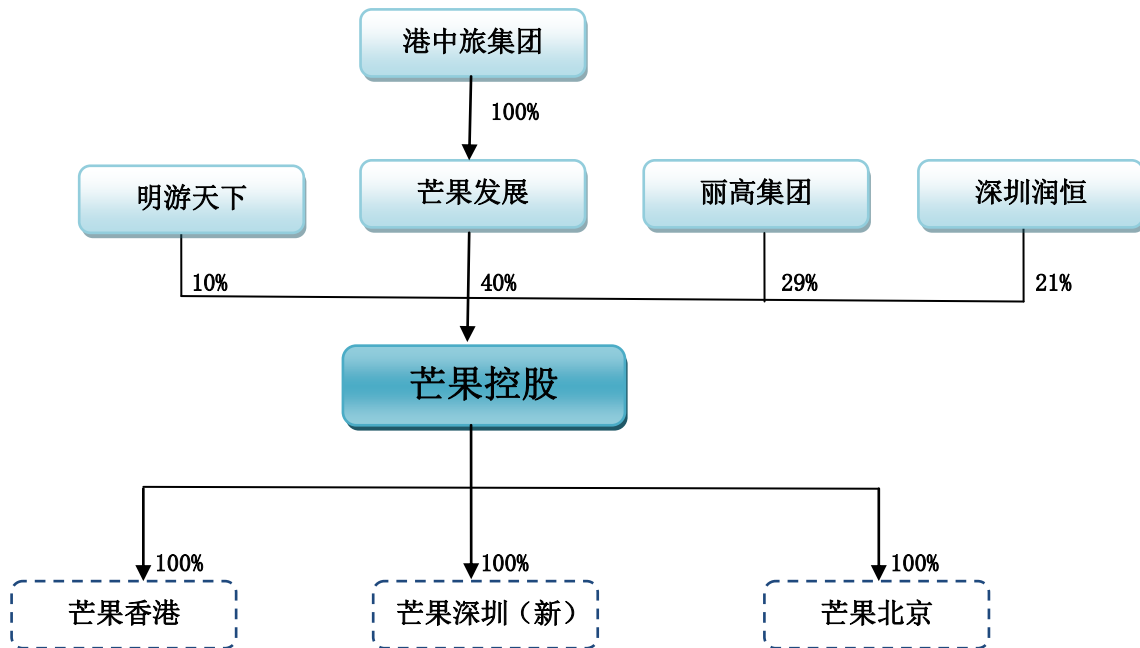 港中旅集团
100%
明游天下
芒果发展
丽高集团
深圳润恒
10%
40%
29%
21%
芒果控股
100%
100%
100%
芒果香港
芒果深圳（新）
芒果北京